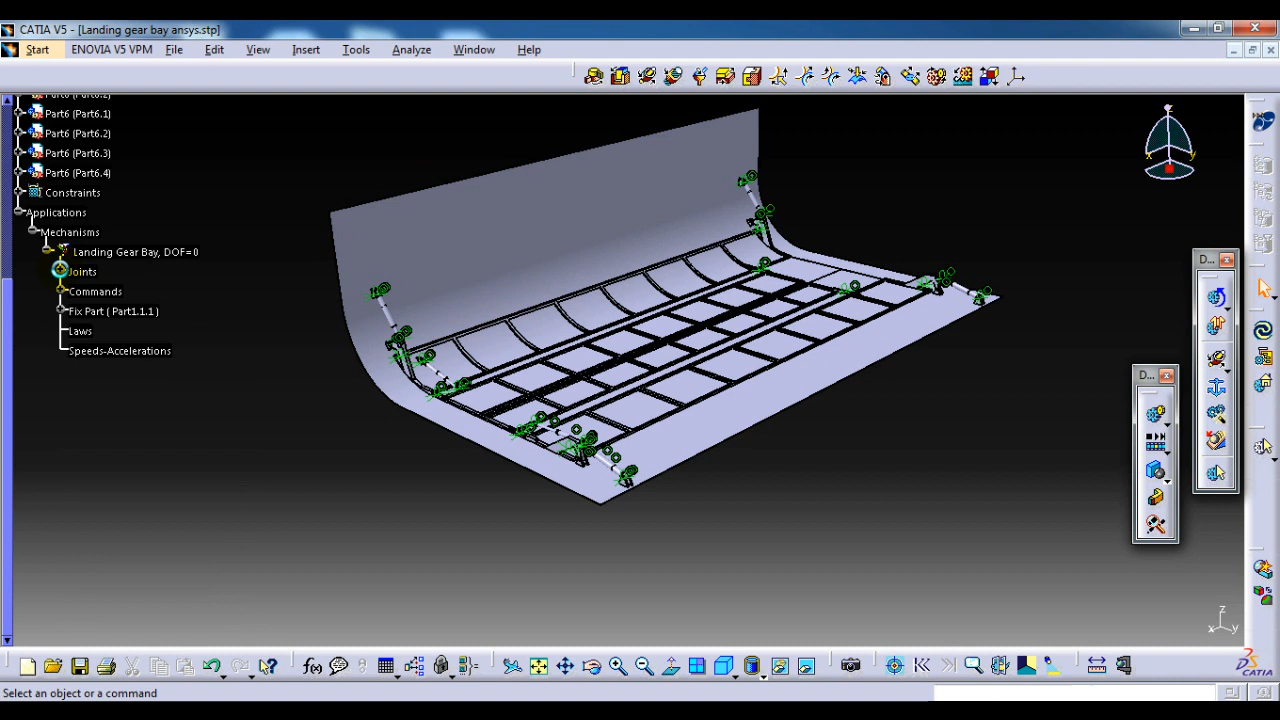 CATIA V5 - [Landing gear bay ansys.stp]
Start ENOVIA V5 VPM File Edit View Insert Tools Analyze Window Help
Part6 (Part6.1)
Part6 (Part6.2)
Part6 (Part6.3)
Part6 (Part6.4)
Constraints
Applications
Mechanisms
Landing Gear Bay, DOF=0
Joints
Commands
Fix Part ( Part1.1.1 )
Laws
Speeds-Accelerations
D...
D...
z
x
y
z
x y
f(x)
CATIA
Select an object or a command